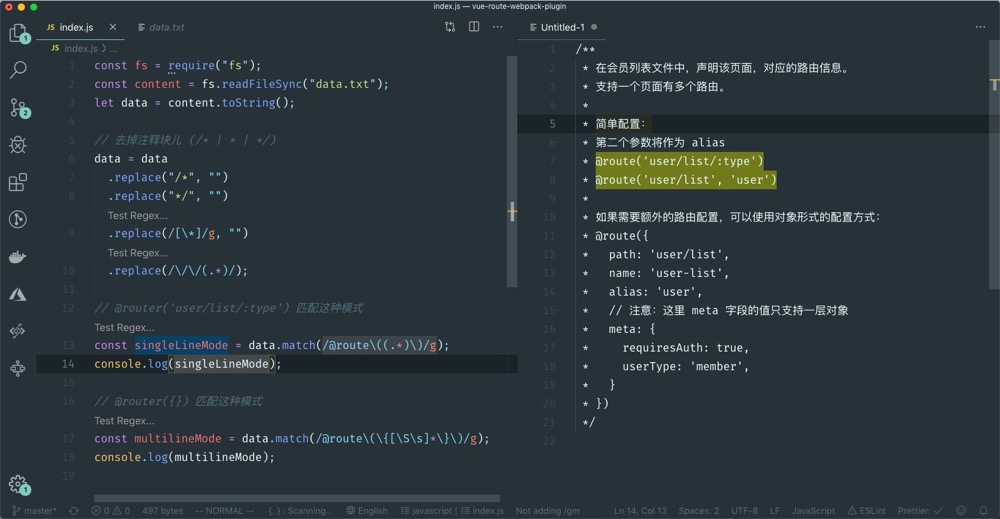 index.js — vue-route-webpack-plugin
JS index.js
data.txt
JS index.js > ...
1 const fs = require("fs");
2 const content = fs.readFileSync("data.txt");
3 let data = content.toString();
4
5 // 去掉注释块儿 (/* | * | */)
6 data = data
7 .replace("/*", "")
8 .replace("*/", "")
Test Regex...
9 .replace(/[\*]/g, "")
Test Regex...
10 .replace(/\/\/(.*)/);
11
12 // @router('user/list/:type') 匹配这种模式
Test Regex...
13 const singleLineMode = data.match(/@route\((.*)\)/g);
14 console.log(singleLineMode);
15
16 // @router({}) 匹配这种模式
Test Regex...
17 const multilineMode = data.match(/@route\(\{[\S\s]*\}\)/g);
18 console.log(multilineMode);
19
Untitled-1
1 /**
2 * 在会员列表文件中，声明该页面，对应的路由信息。
3 * 支持一个页面有多个路由。
4 *
5 * 简单配置：
6 * 第二个参数将作为 alias
7 * @route('user/list/:type')
8 * @route('user/list', 'user')
9 *
10 * 如果需要额外的路由配置，可以使用对象形式的配置方式：
11 * @route({
12 * path: 'user/list',
13 * name: 'user-list',
14 * alias: 'user',
15 * // 注意：这里 meta 字段的值只支持一层对象
16 * meta: {
17 * requiresAuth: true,
18 * userType: 'member',
19 * }
20 * })
21 */
22
1
2
1
master* 0 0 497 bytes -- NORMAL -- {..} : Scanning.. English javascript | index.js Not adding /gm Ln 14, Col 13 Spaces: 2 UTF-8 LF JavaScript ESLint Prettier: ✓